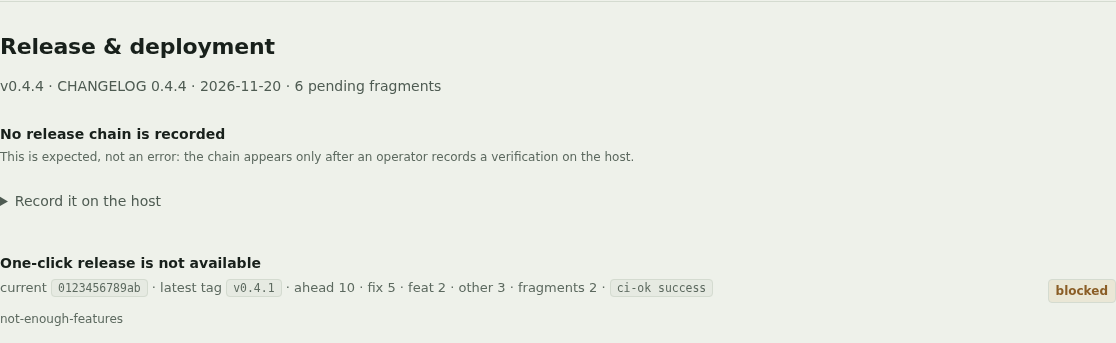 Release & deployment
v0.4.4 · CHANGELOG 0.4.4 · 2026-11-20 · 6 pending fragments
No release chain is recorded
This is expected, not an error: the chain appears only after an operator records a verification on the host.
Record it on the host
One-click release is not available
current 0123456789ab · latest tag v0.4.1 · ahead 10 · fix 5 · feat 2 · other 3 · fragments 2 · ci-ok success
blocked
not-enough-features